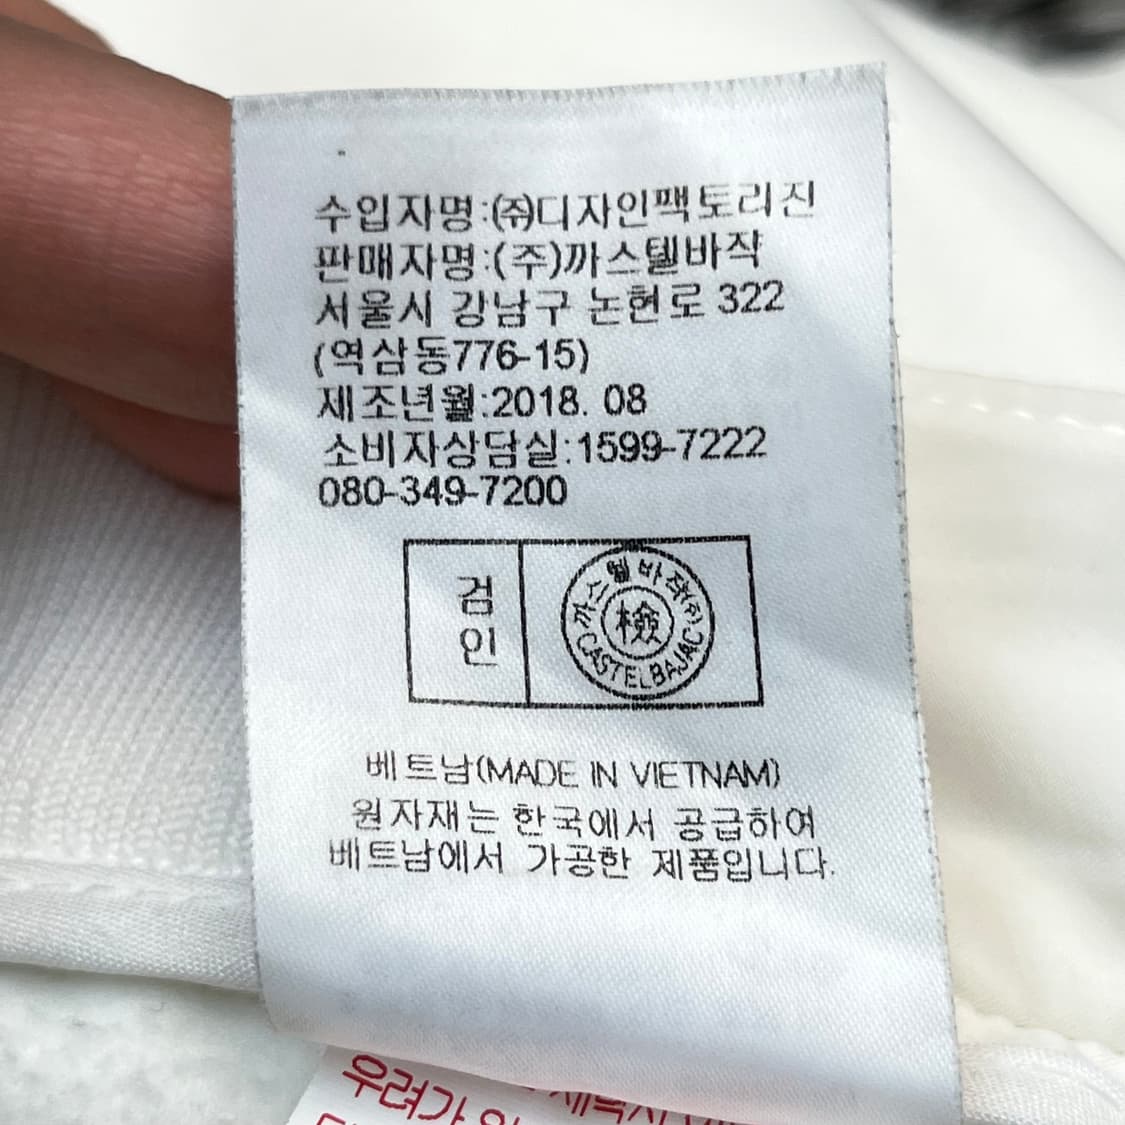 수입자명:㈜디자인팩토리진
판매자명:(주)까스텔바작
서울시 강남구 논현로 322
(역삼동776-15)
제조년월:2018. 08
소비자상담실:1599-7222
080-349-7200
검
인
까스텔바작(주)
檢
CASTELBAJAC
베트남(MADE IN VIETNAM)
원자재는 한국에서 공급하여
베트남에서 가공한 제품입니다.
우려가